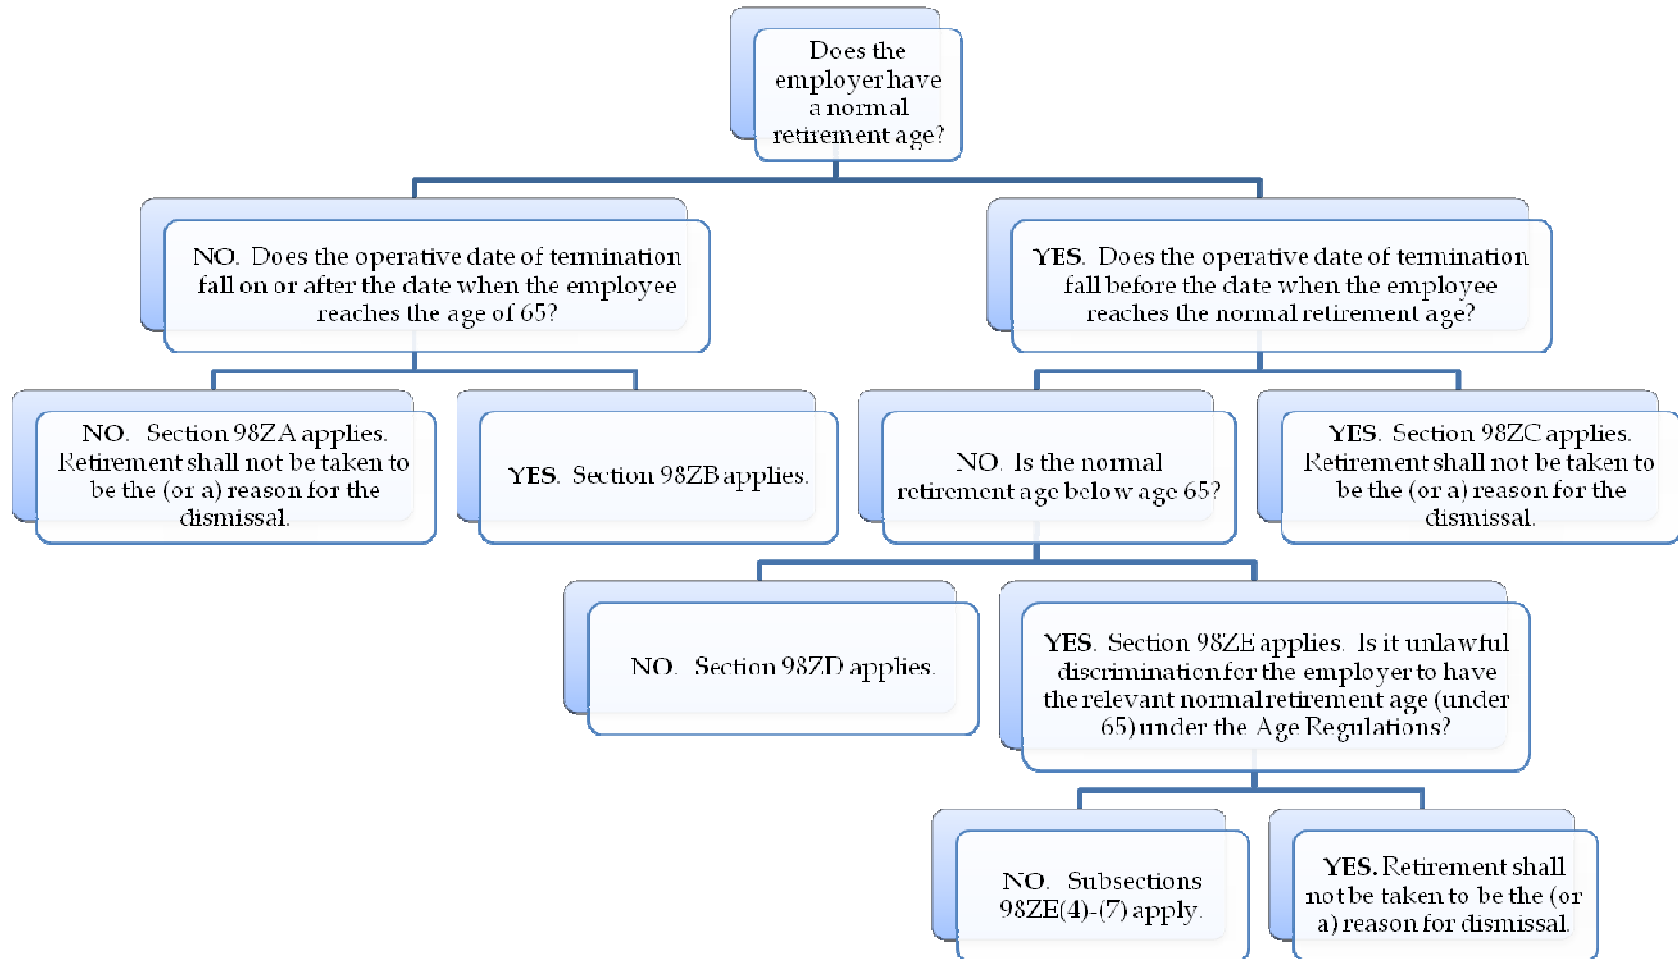 Does the
employer have
a normal
retirement age?
NO. Does the operative date of termination
fall on or after the date when the employee
reaches the age of 65?
YES. Does the operative date of termination
fall before the date when the employee
reaches the normal retirement age?
NO. Section 98ZA applies.
Retirement shall not be taken to
be the (or a) reason for the
dismissal.
YES. Section 98ZB applies.
NO. Is the normal
retirement age below age 65?
YES. Section 98ZC applies.
Retirement shall not be taken to
be the (or a) reason for the
dismissal.
NO. Section 98ZD applies.
YES. Section 98ZE applies. Is it unlawful
discrimination for the employer to have
the relevant normal retirement age (under
65) under the Age Regulations?
NO. Subsections
98ZE(4)-(7) apply.
YES. Retirement shall
not be taken to be the (or
a) reason for dismissal.